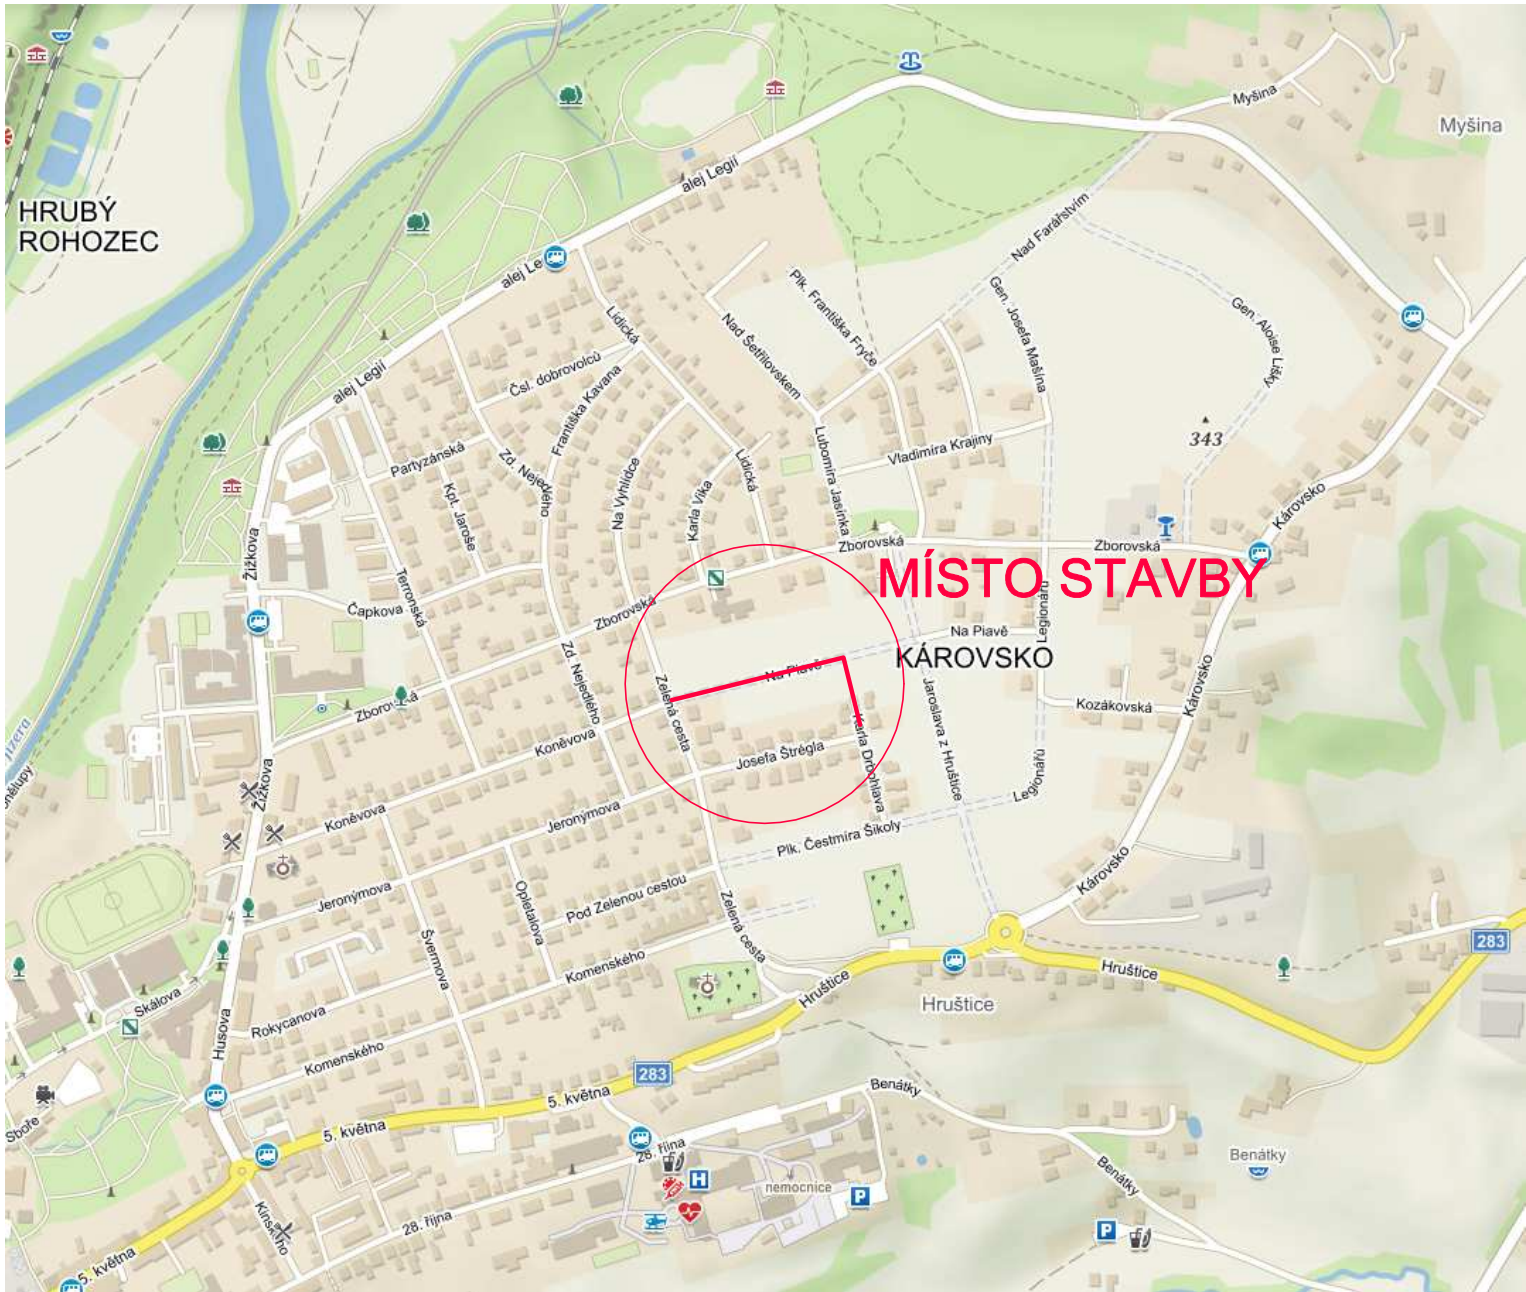 Myšina
Myšina
HRUBÝ
ROHOZEC
alej Legií
alej Le
alej Legií
Nad Farářstvím
Plk. Františka Fryče
Gen. Josefa Mašína
Gen. Aloise Lišky
Nad Šetřilovskem
Lidická
Čsl. dobrovolců
Františka Kavana
Partyzánská
Zd. Nejedlého
Kpt. Jaroše
Na Vyhlídce
Karla Vika
Lidická
Lubomíra Jasínka
Vladimíra Krajiny
343
Károvsko
Žižkova
Zborovská
Zborovská
MÍSTO STAVBY
Čapkova
Terronská
Zborovská
Legionářů
Na Piavě
KÁROVSKO
Zd. Nejedlého
Zelená cesta
Na Piavě
Jaroslava z Hruštice
Kozákovská
Károvsko
Zborovská
Jizera
Koněvova
Josefa Štrégla
Karla Drbohlava
Legionářů
Žižkova
Koněvova
Jeronýmova
Plk. Čestmíra Šikoly
Károvsko
Jeronýmova
Opletalova
Pod Zelenou cestou
Zelená cesta
Švermova
Komenského
Hruštice
Hruštice
283
Hruštice
Skálova
Husova
Rokycanova
Komenského
283
5. května
Benátky
Sboře
5. května
28. října
H
nemocnice
P
Benátky
Benátky
28. října
P
5. května